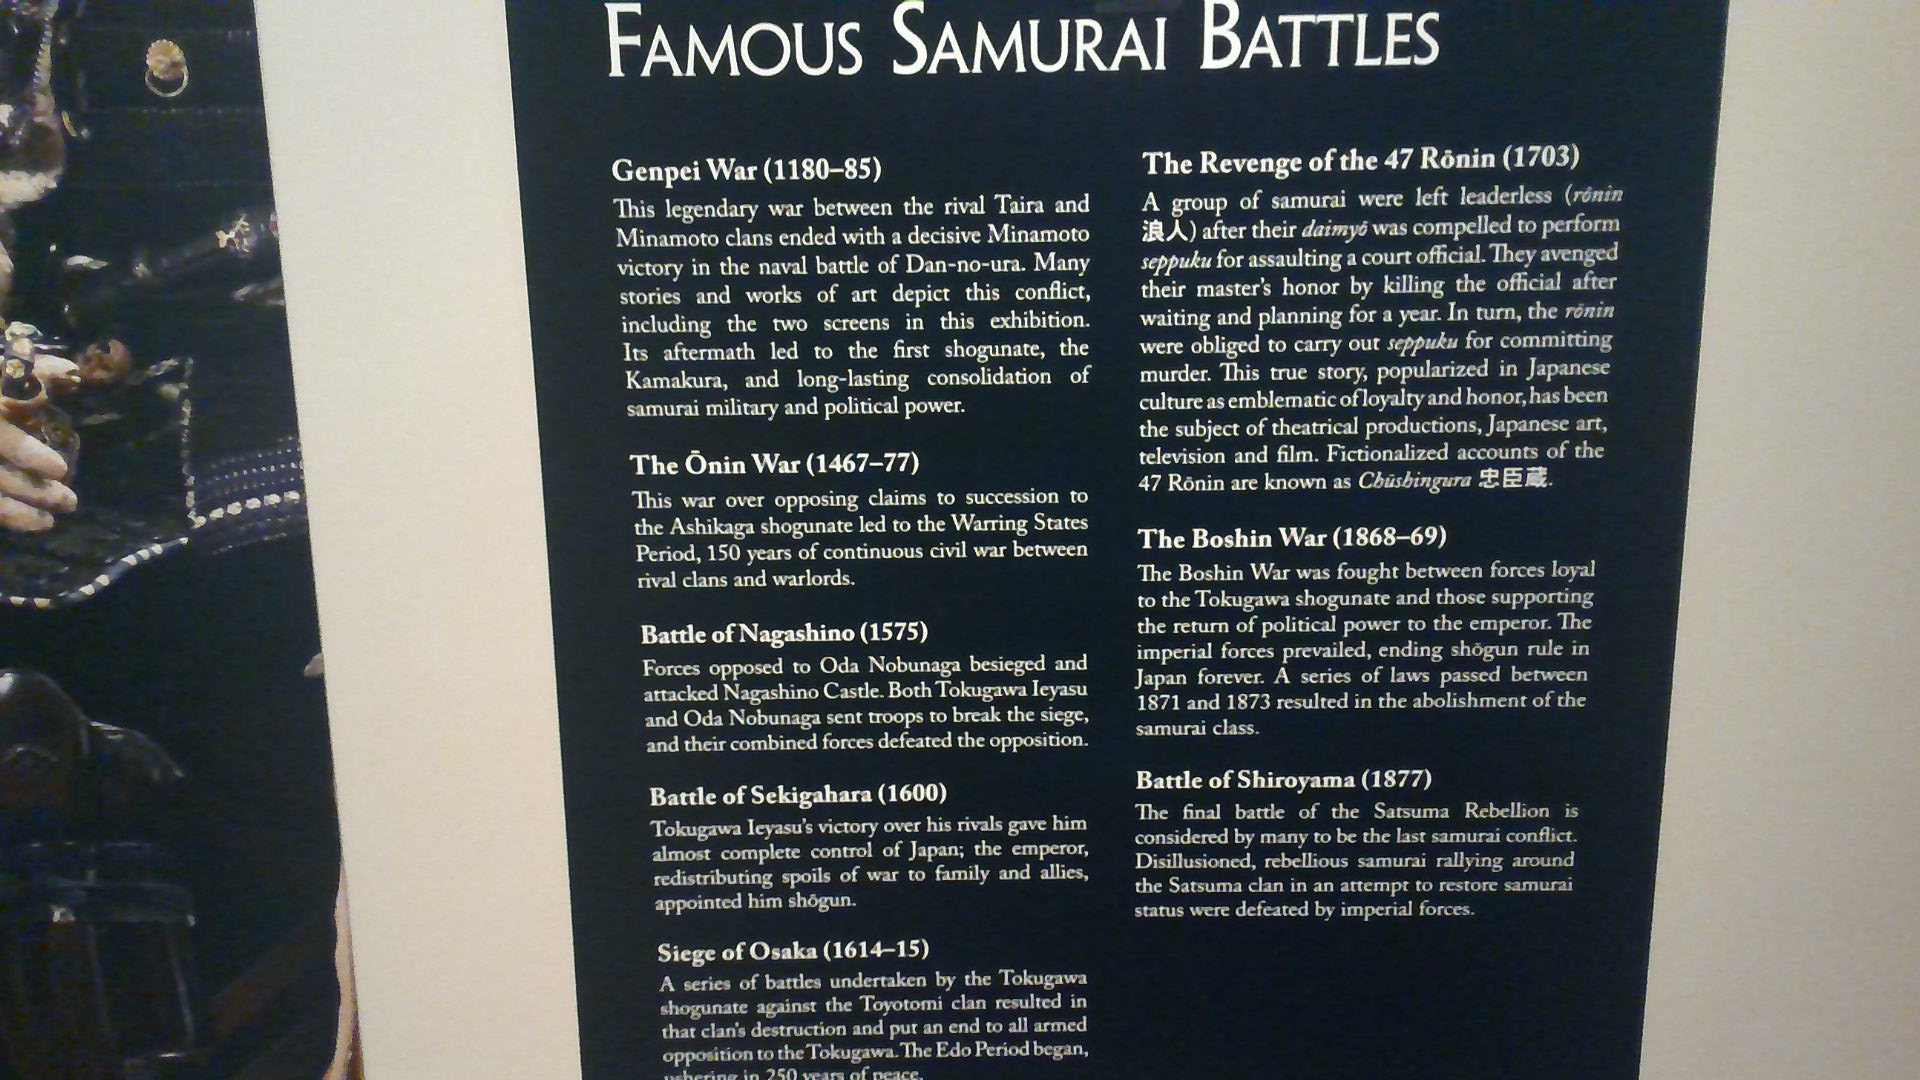 FAMOUS SAMURAI BATTLES
Genpei War (1180–85)
This legendary war between the rival Taira and
Minamoto clans ended with a decisive Minamoto
victory in the naval battle of Dan-no-ura. Many
stories and works of art depict this conflict,
including the two screens in this exhibition.
Its aftermath led to the first shogunate, the
Kamakura, and long-lasting consolidation of
samurai military and political power.
The Ōnin War (1467–77)
This war over opposing claims to succession to
the Ashikaga shogunate led to the Warring States
Period, 150 years of continuous civil war between
rival clans and warlords.
Battle of Nagashino (1575)
Forces opposed to Oda Nobunaga besieged and
attacked Nagashino Castle. Both Tokugawa Ieyasu
and Oda Nobunaga sent troops to break the siege,
and their combined forces defeated the opposition.
Battle of Sekigahara (1600)
Tokugawa Ieyasu's victory over his rivals gave him
almost complete control of Japan; the emperor,
redistributing spoils of war to family and allies,
appointed him shōgun.
Siege of Osaka (1614–15)
A series of battles undertaken by the Tokugawa
shogunate against the Toyotomi clan resulted in
that clan's destruction and put an end to all armed
opposition to the Tokugawa. The Edo Period began,
ushering in 250 years of peace.
The Revenge of the 47 Rōnin (1703)
A group of samurai were left leaderless (rōnin
浪人) after their daimyō was compelled to perform
seppuku for assaulting a court official. They avenged
their master's honor by killing the official after
waiting and planning for a year. In turn, the rōnin
were obliged to carry out seppuku for committing
murder. This true story, popularized in Japanese
culture as emblematic of loyalty and honor, has been
the subject of theatrical productions, Japanese art,
television and film. Fictionalized accounts of the
47 Rōnin are known as Chūshingura 忠臣蔵.
The Boshin War (1868–69)
The Boshin War was fought between forces loyal
to the Tokugawa shogunate and those supporting
the return of political power to the emperor. The
imperial forces prevailed, ending shōgun rule in
Japan forever. A series of laws passed between
1871 and 1873 resulted in the abolishment of the
samurai class.
Battle of Shiroyama (1877)
The final battle of the Satsuma Rebellion is
considered by many to be the last samurai conflict.
Disillusioned, rebellious samurai rallying around
the Satsuma clan in an attempt to restore samurai
status were defeated by imperial forces.